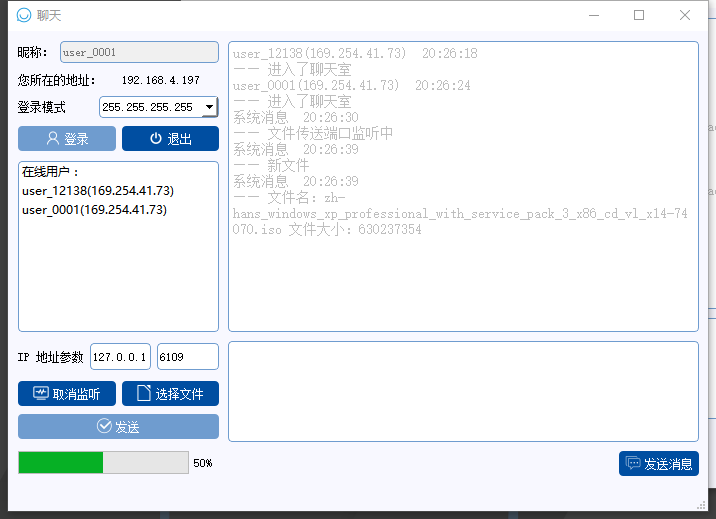 聊天
昵称： user_0001
您所在的地址： 192.168.4.197
登录模式 255.255.255.255
登录 退出
在线用户：
user_12138(169.254.41.73)
user_0001(169.254.41.73)
user_12138(169.254.41.73) 20:26:18
—— 进入了聊天室
user_0001(169.254.41.73) 20:26:24
—— 进入了聊天室
系统消息 20:26:30
—— 文件传送端口监听中
系统消息 20:26:39
—— 新文件
系统消息 20:26:39
—— 文件名：zh-
hans_windows_xp_professional_with_service_pack_3_x86_cd_vl_x14-74
070.iso 文件大小：630237354
IP 地址参数 127.0.0.1 6109
取消监听 选择文件
发送
50%
发送消息